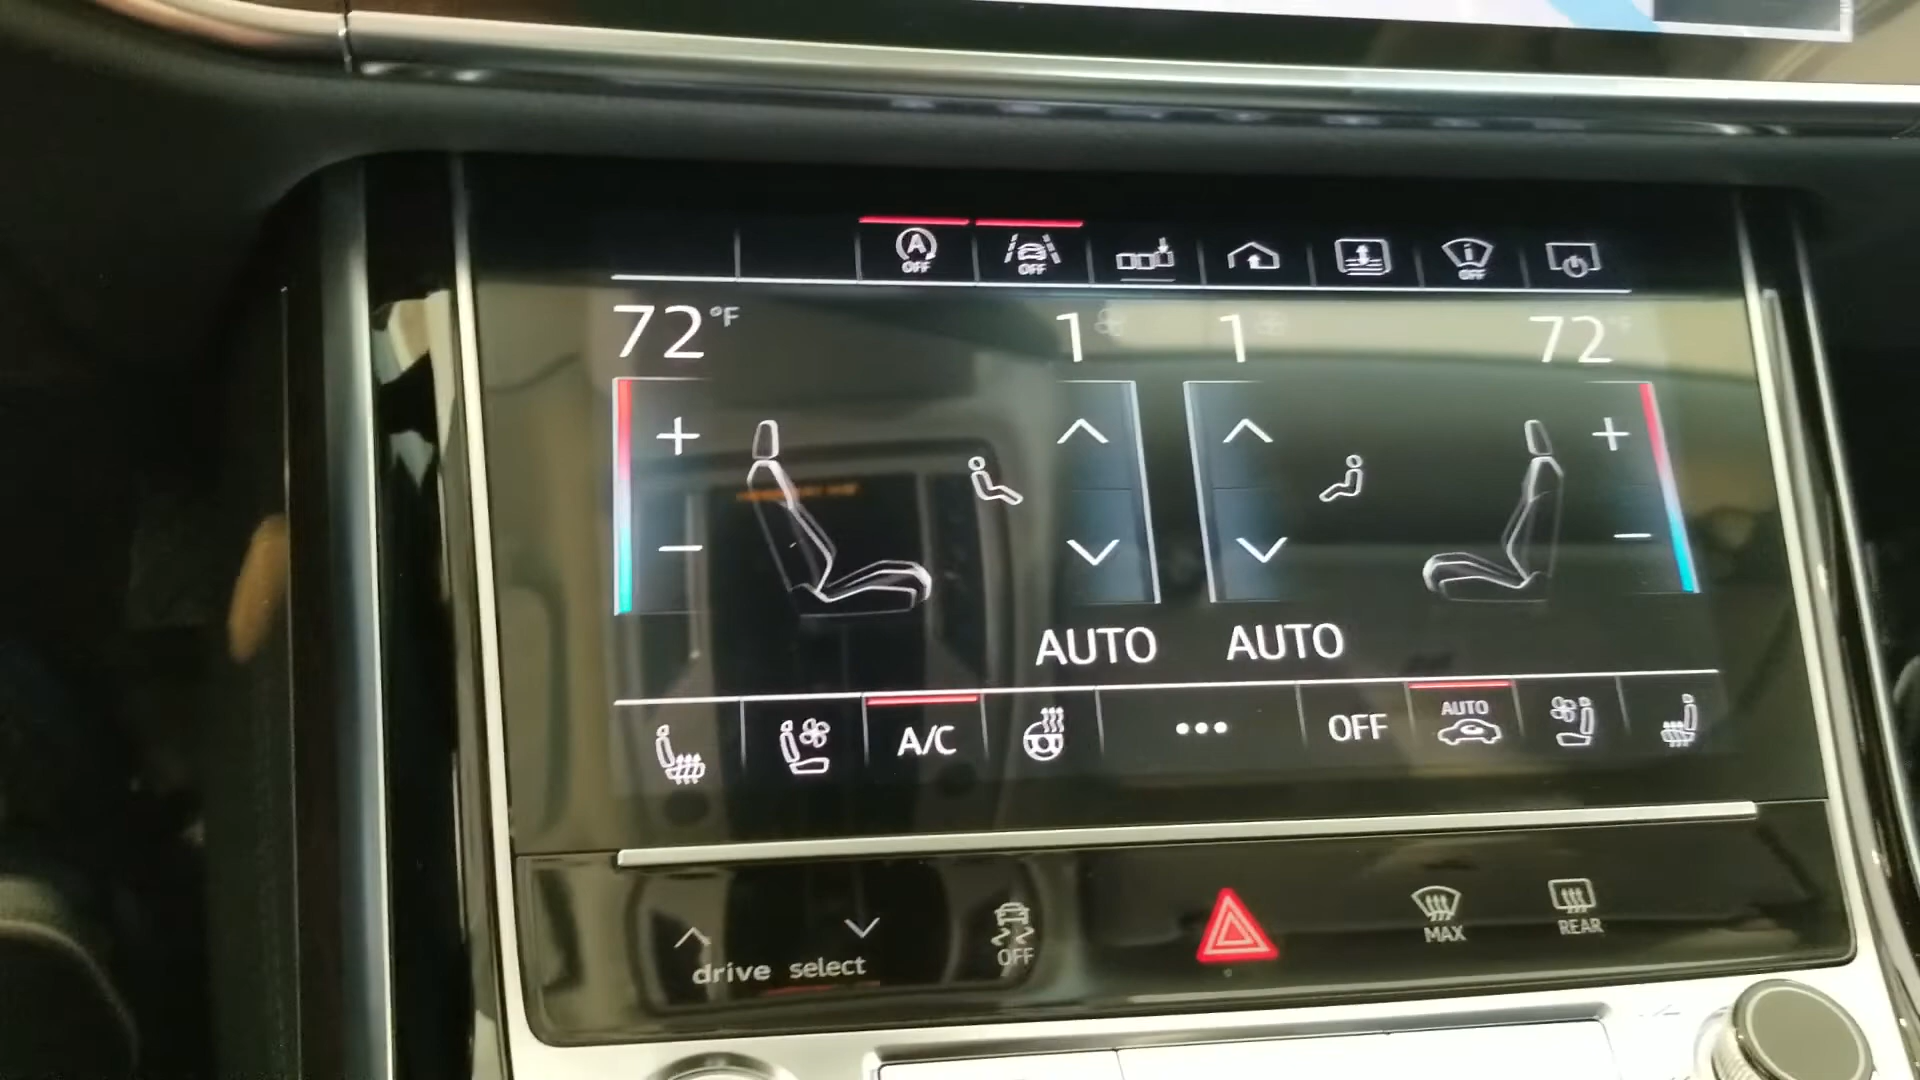 A OFF
OFF
i OFF
72 °F
1
1
72 °F
AUTO
AUTO
A/C
OFF
AUTO
drive select
OFF
MAX
REAR